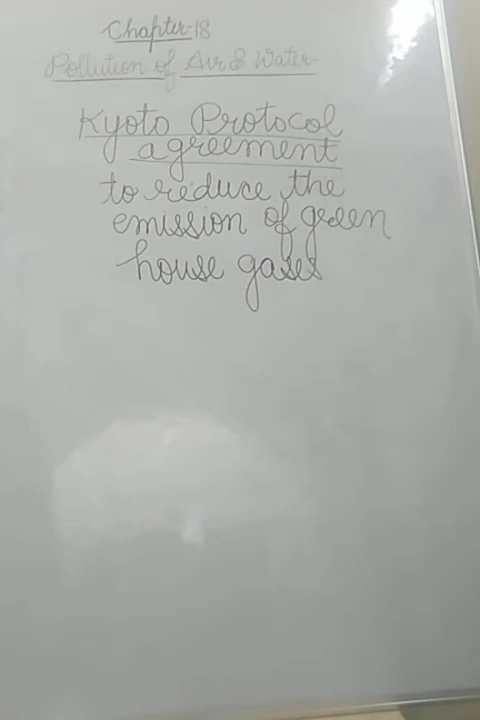 Chapter-18
Pollution of Air & Water-
Kyoto Protocol
agreement
to reduce the
emission of green
house gases